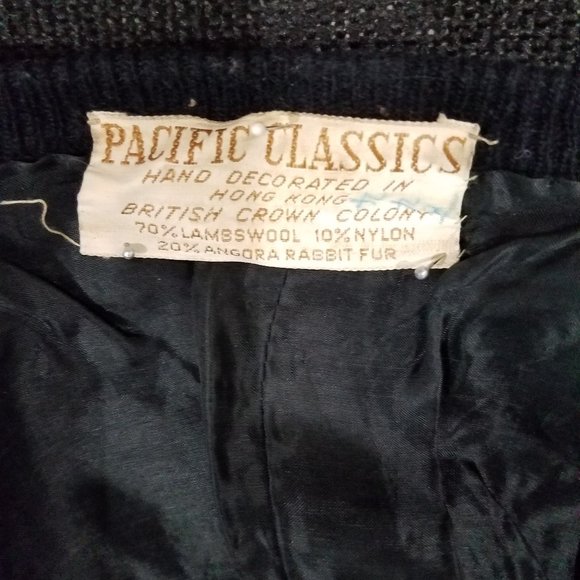 PACIFIC CLASSICS
HAND DECORATED IN
HONG KONG
BRITISH CROWN COLONY
70% LAMBSWOOL 10% NYLON
20% ANGORA RABBIT FUR